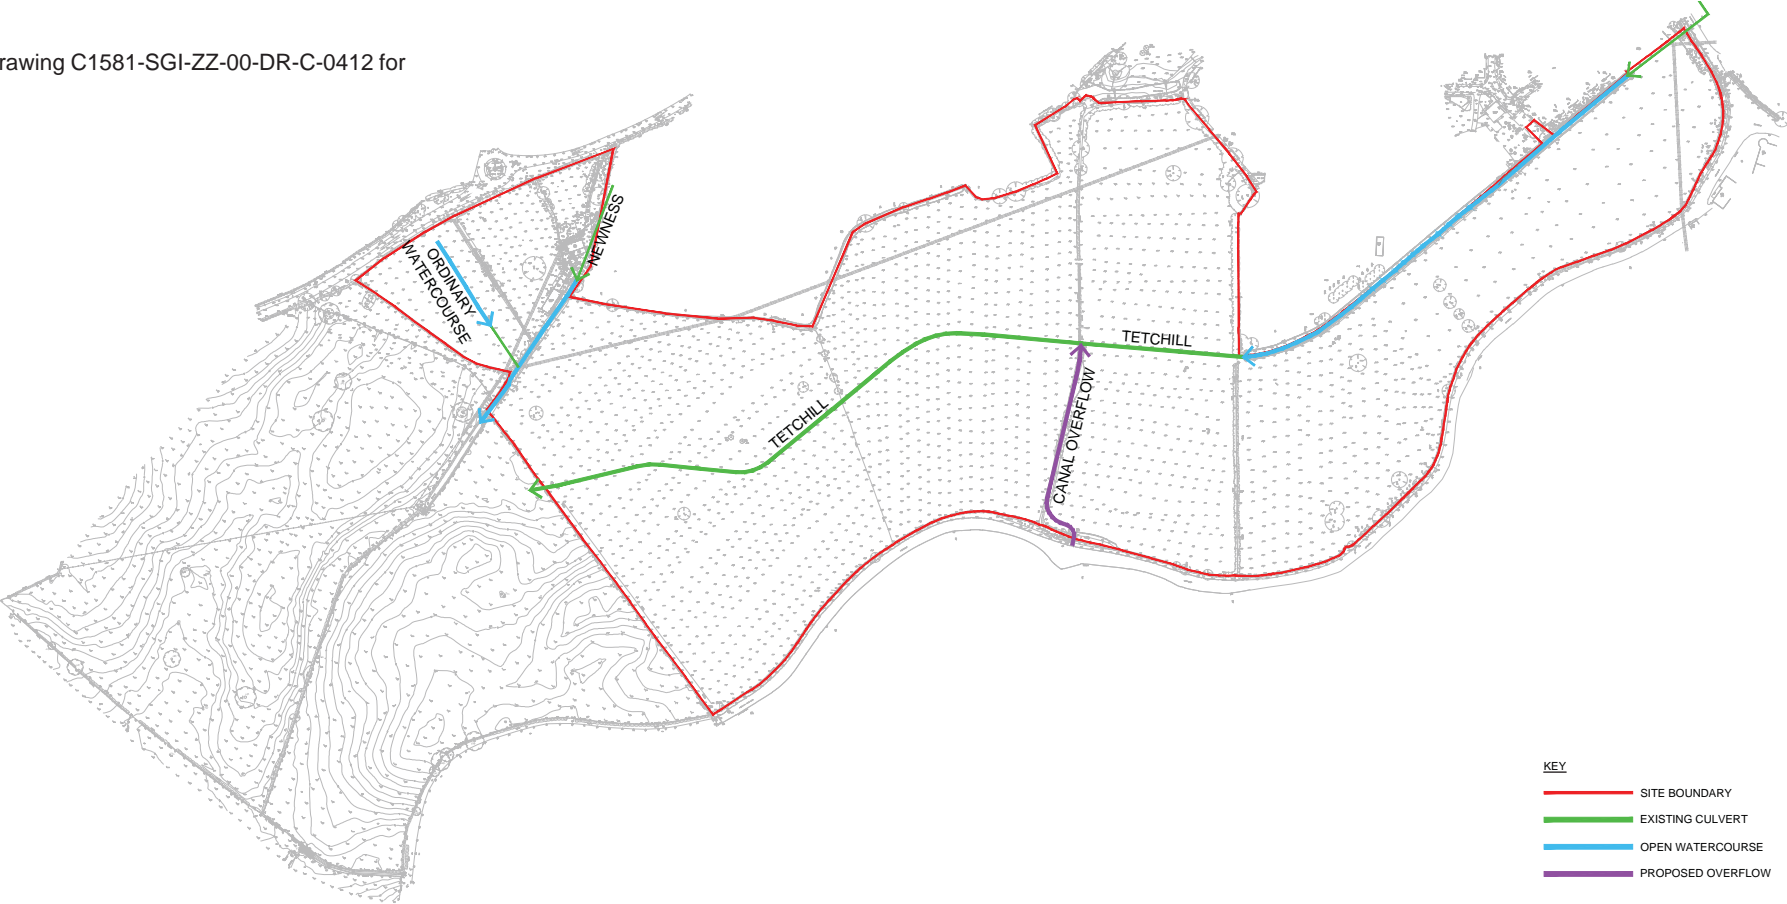 rawing C1581-SGI-ZZ-00-DR-C-0412 for
NEWNESS
ORDINARY
WATERCOURSE
TETCHILL
TETCHILL
CANAL OVERFLOW
KEY
SITE BOUNDARY
EXISTING CULVERT
OPEN WATERCOURSE
PROPOSED OVERFLOW